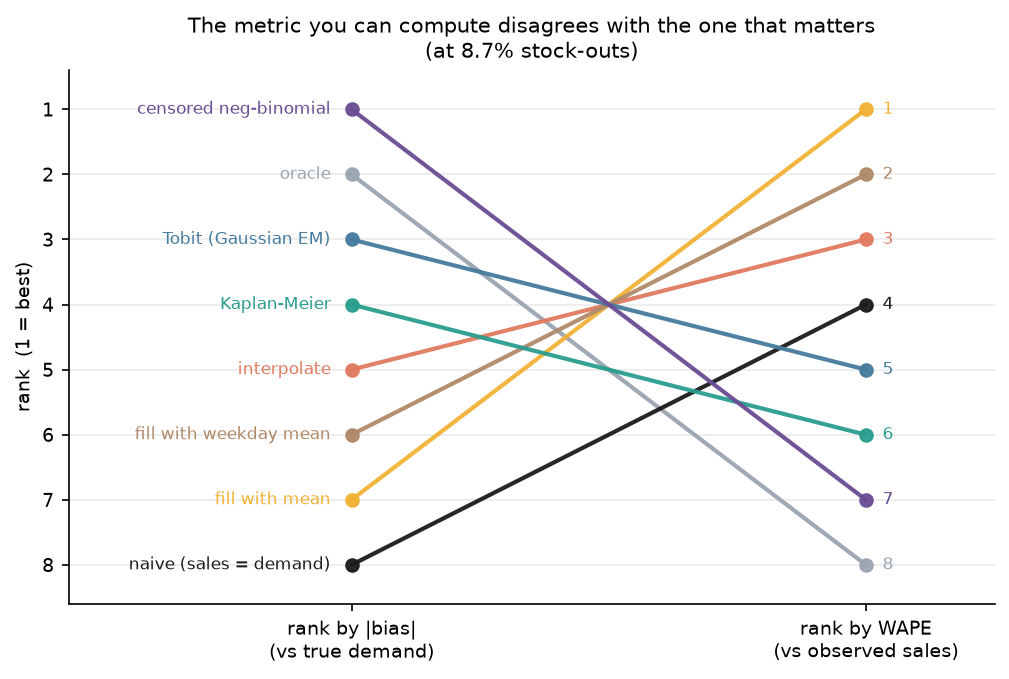 The metric you can compute disagrees with the one that matters
(at 8.7% stock-outs)
rank (1 = best)
1
2
3
4
5
6
7
8
censored neg-binomial
oracle
Tobit (Gaussian EM)
Kaplan-Meier
interpolate
fill with weekday mean
fill with mean
naive (sales = demand)
1
2
3
4
5
6
7
8
rank by |bias|
(vs true demand)
rank by WAPE
(vs observed sales)